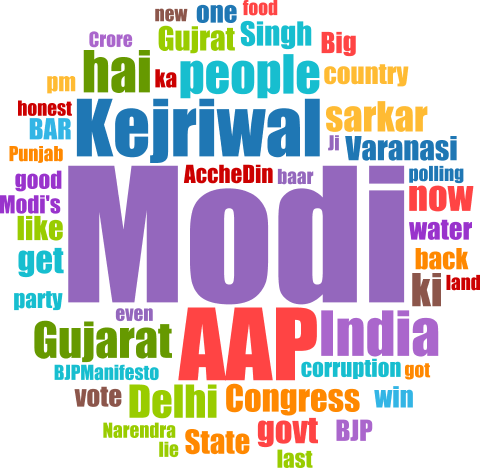 new one food
Crore Gujrat Singh Big
pm hai ka people country
honest Kejriwal sarkar
BAR
Punjab Ji Varanasi
good AccheDin baar polling
Modi's Modi now
like water
get back
party ki land
even
Gujarat AAP India
BJPManifesto corruption got
vote Delhi Congress win
Narendra State govt BJP
lie last